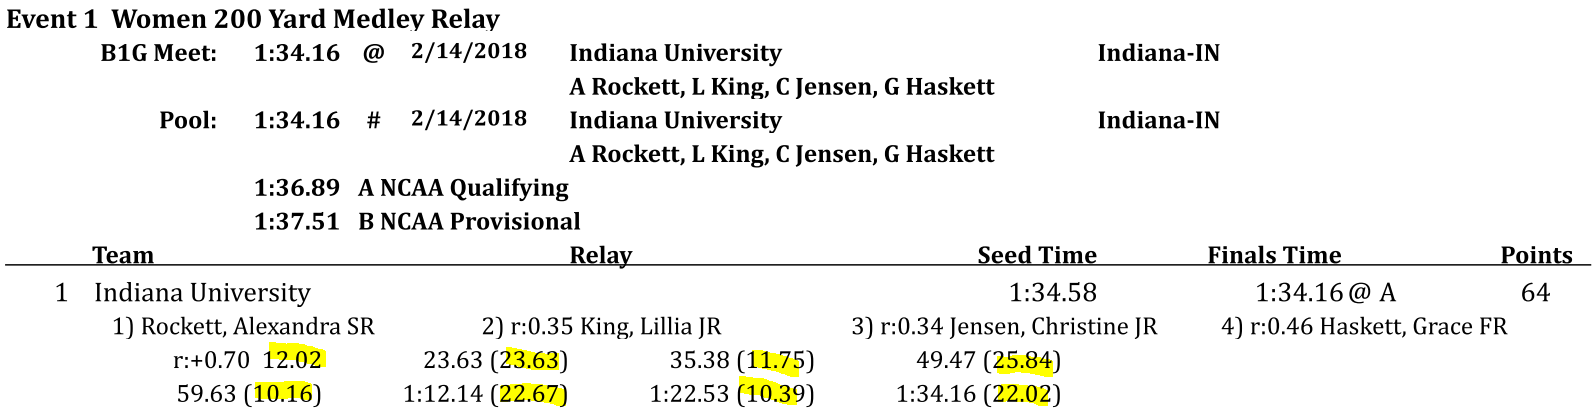 Event 1 Women 200 Yard Medley Relay
B1G Meet: 1:34.16 @ 2/14/2018 Indiana University Indiana-IN
A Rockett, L King, C Jensen, G Haskett
Pool: 1:34.16 # 2/14/2018 Indiana University Indiana-IN
A Rockett, L King, C Jensen, G Haskett
1:36.89 A NCAA Qualifying
1:37.51 B NCAA Provisional
Team Relay Seed Time Finals Time Points
1 Indiana University 1:34.58 1:34.16 @ A 64
1) Rockett, Alexandra SR 2) r:0.35 King, Lillia JR 3) r:0.34 Jensen, Christine JR 4) r:0.46 Haskett, Grace FR
r:+0.70 12.02 23.63 (23.63) 35.38 (11.75) 49.47 (25.84)
59.63 (10.16) 1:12.14 (22.67) 1:22.53 (10.39) 1:34.16 (22.02)